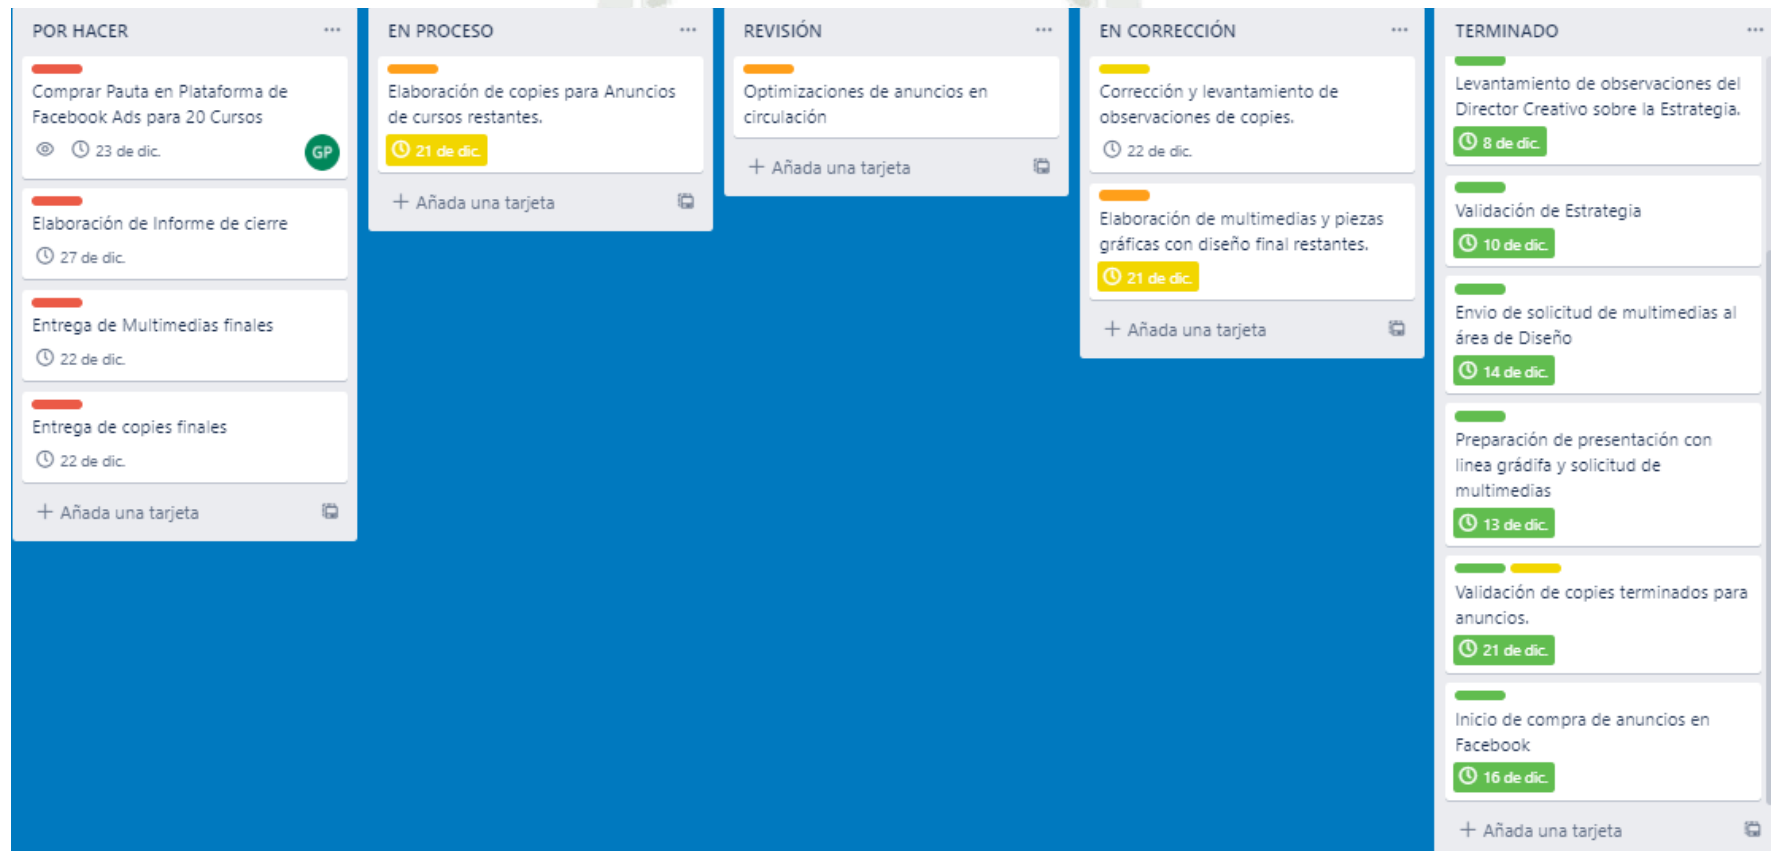 POR HACER
Comprar Pauta en Plataforma de
Facebook Ads para 20 Cursos
23 de dic.
GP
Elaboración de Informe de cierre
27 de dic.
Entrega de Multimedias finales
22 de dic.
Entrega de copies finales
22 de dic.
+ Añada una tarjeta
EN PROCESO
Elaboración de copies para Anuncios
de cursos restantes.
21 de dic.
+ Añada una tarjeta
REVISIÓN
Optimizaciones de anuncios en
circulación
+ Añada una tarjeta
EN CORRECCIÓN
Corrección y levantamiento de
observaciones de copies.
22 de dic.
Elaboración de multimedias y piezas
gráficas con diseño final restantes.
21 de dic.
+ Añada una tarjeta
TERMINADO
Levantamiento de observaciones del
Director Creativo sobre la Estrategia.
8 de dic.
Validación de Estrategia
10 de dic.
Envio de solicitud de multimedias al
área de Diseño
14 de dic.
Preparación de presentación con
linea grádifa y solicitud de
multimedias
13 de dic.
Validación de copies terminados para
anuncios.
21 de dic.
Inicio de compra de anuncios en
Facebook
16 de dic.
+ Añada una tarjeta